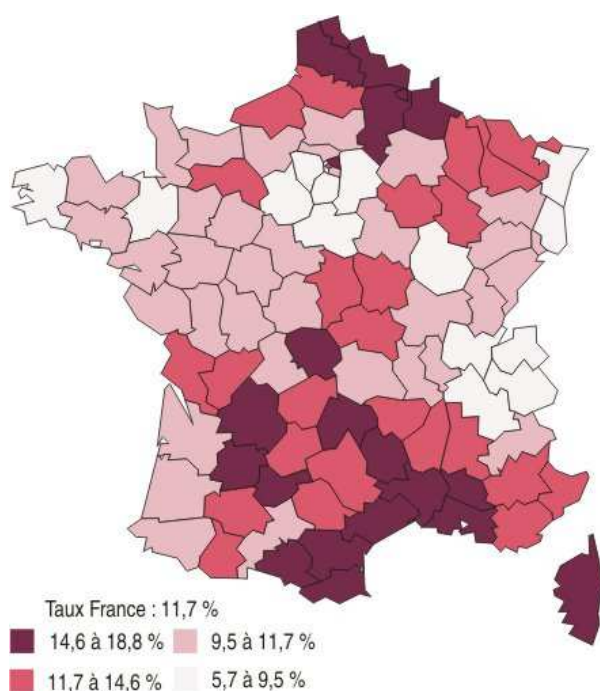 Taux France : 11,7 %
14,6 à 18,8 % 9,5 à 11,7 %
11,7 à 14,6 % 5,7 à 9,5 %